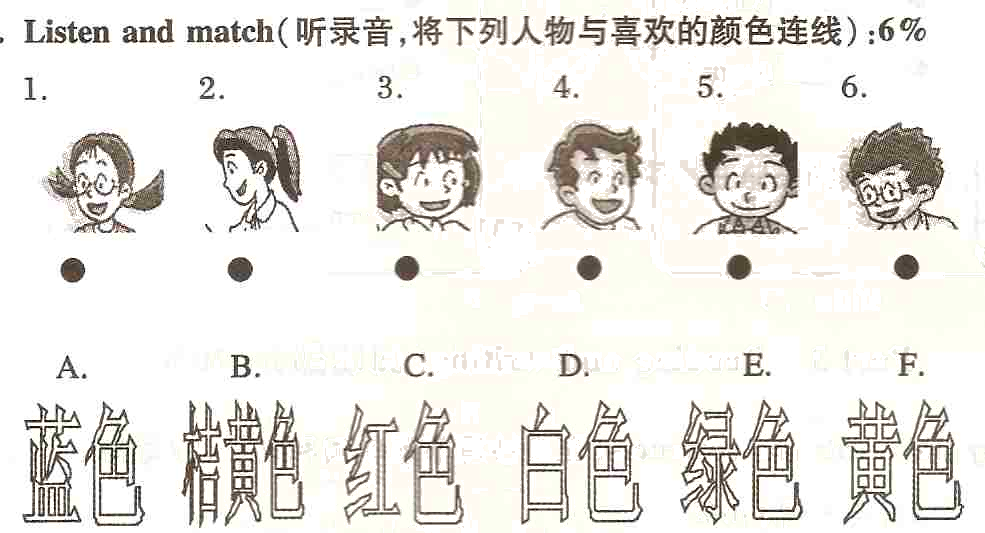 . Listen and match(听录音,将下列人物与喜欢的颜色连线):6%
1. 2. 3. 4. 5. 6.
A. B. C. D. E. F.
蓝色 桔黄色 红色 白色 绿色 黄色